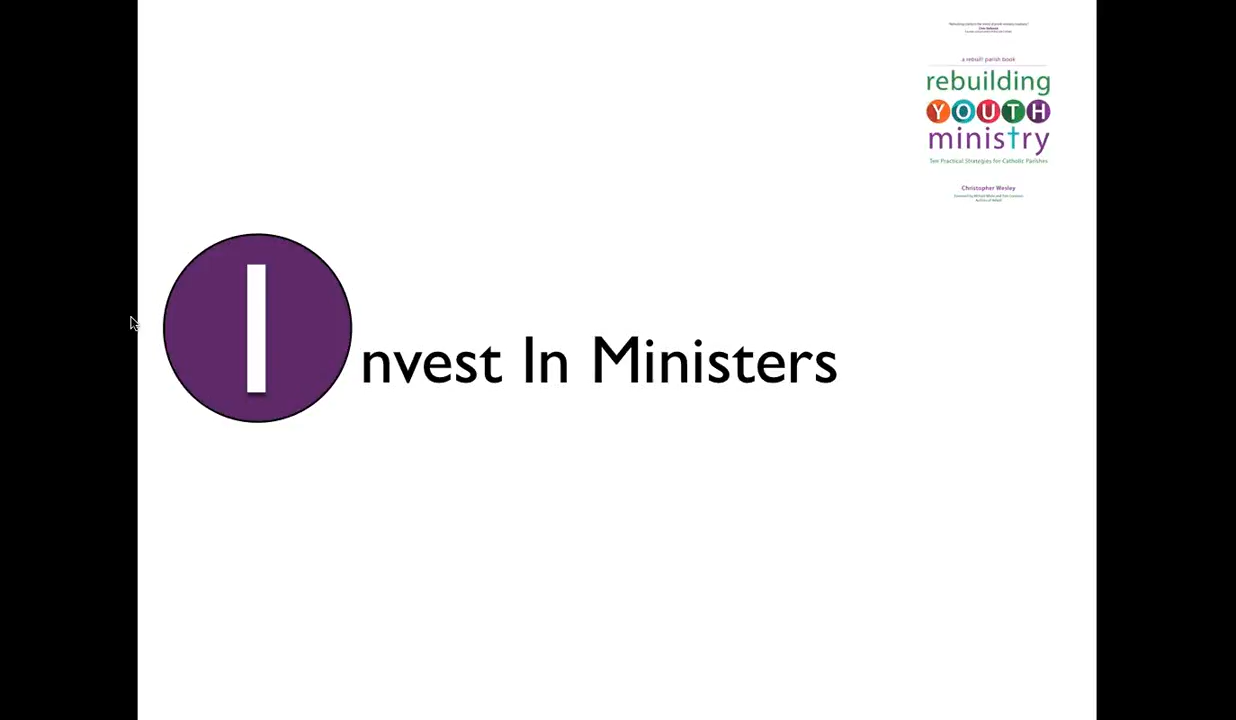 a rebuilt parish book
rebuilding
YOUTH
ministry
Ten Practical Strategies for Catholic Parishes
Christopher Wesley
Invest In Ministers